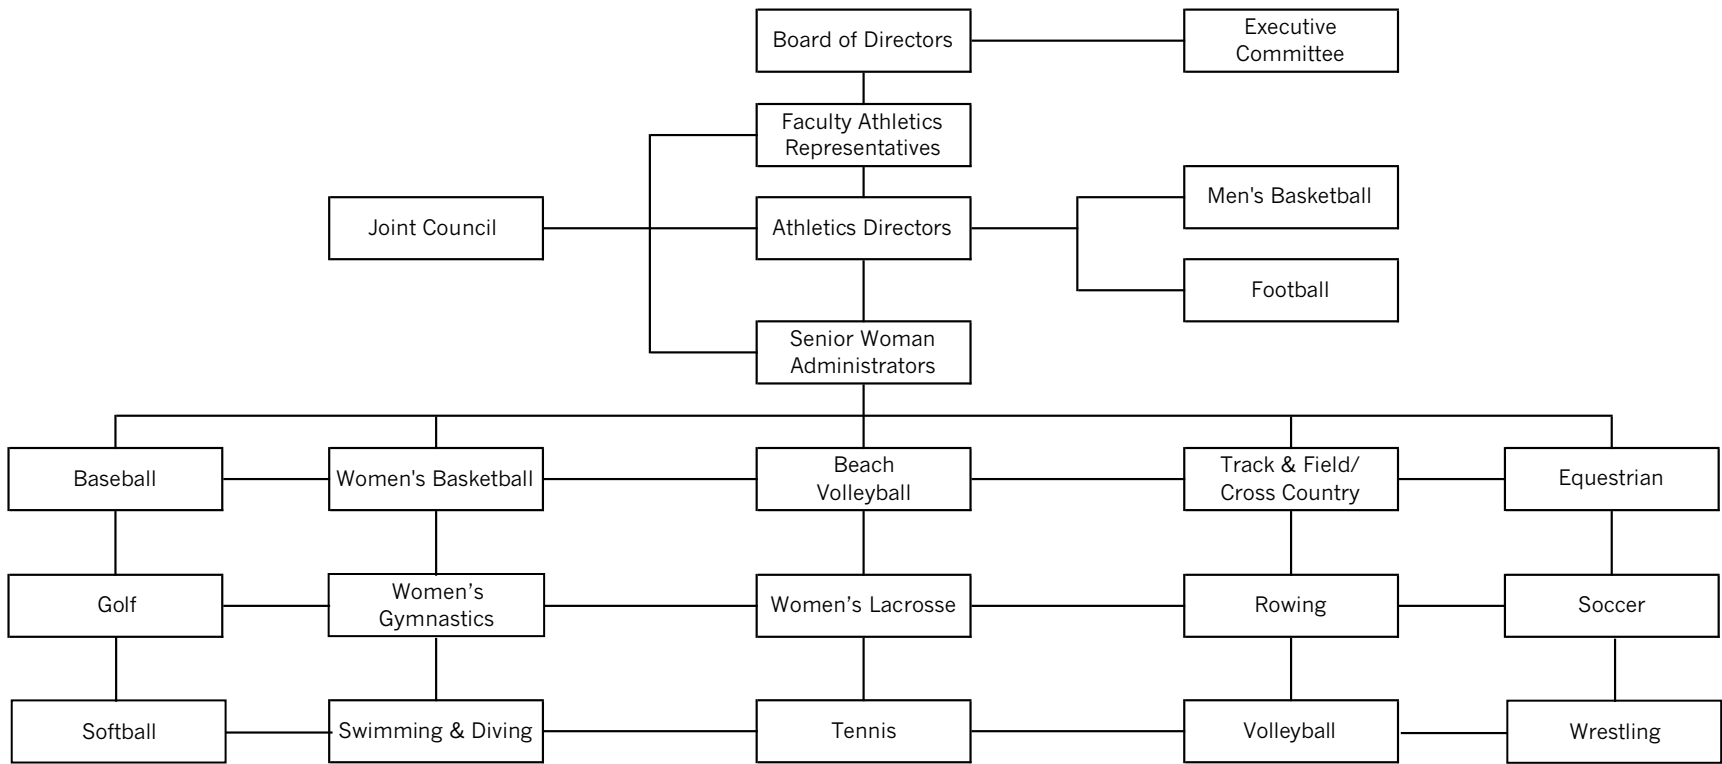 Board of Directors
Executive
Committee
Faculty Athletics
Representatives
Men's Basketball
Joint Council
Athletics Directors
Football
Senior Woman
Administrators
Baseball
Women's Basketball
Beach
Volleyball
Track & Field/
Cross Country
Equestrian
Golf
Women’s
Gymnastics
Women’s Lacrosse
Rowing
Soccer
Softball
Swimming & Diving
Tennis
Volleyball
Wrestling